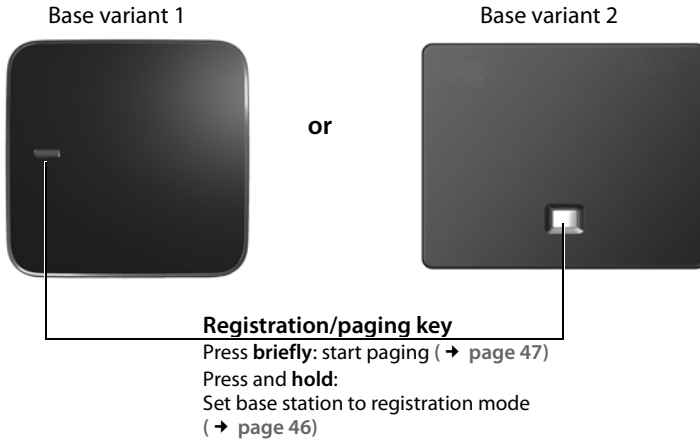 Base variant 1
Base variant 2
or
Registration/paging key
Press briefly: start paging ( ➜ page 47)
Press and hold:
Set base station to registration mode
( ➜ page 46)